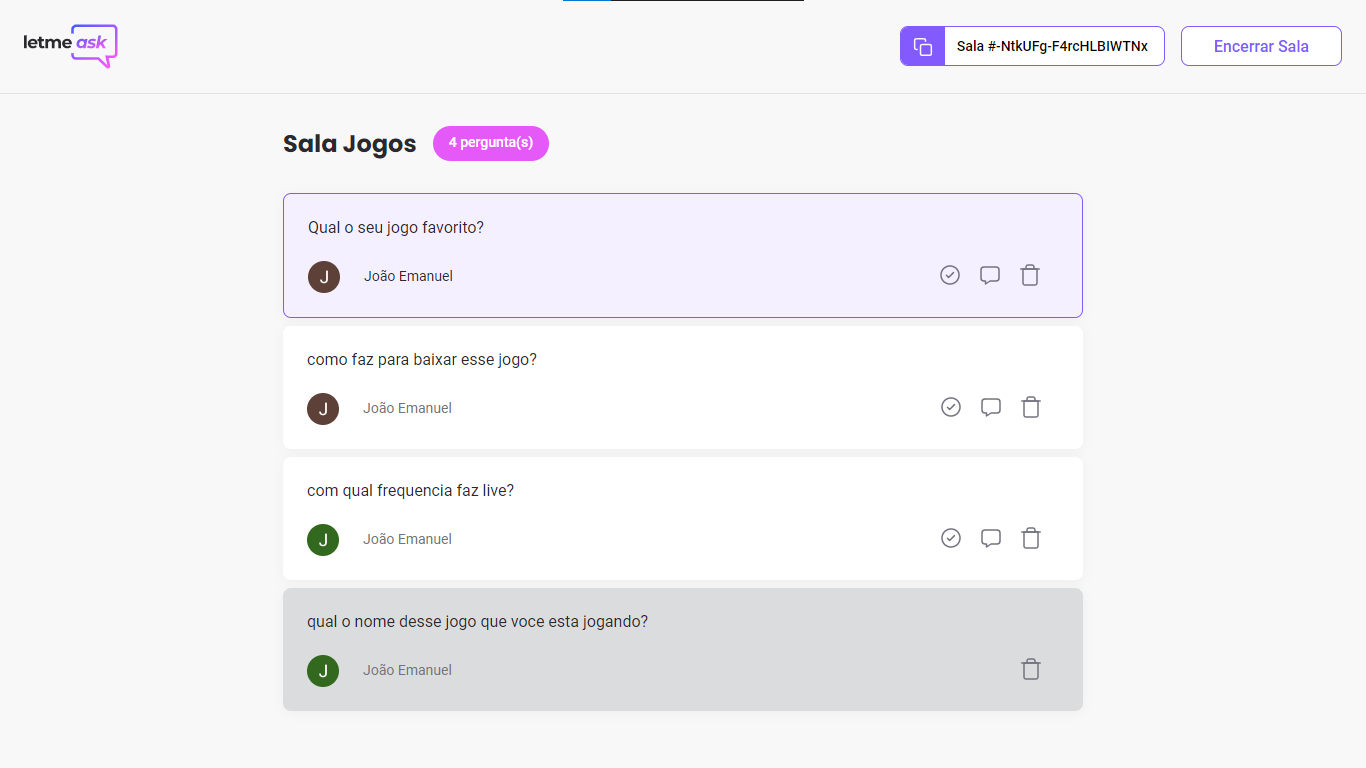 letme ask
Sala #-NtkUFg-F4rcHLBIWTNx
Encerrar Sala
Sala Jogos
4 pergunta(s)
Qual o seu jogo favorito?
J João Emanuel
como faz para baixar esse jogo?
J João Emanuel
com qual frequencia faz live?
J João Emanuel
qual o nome desse jogo que voce esta jogando?
J João Emanuel